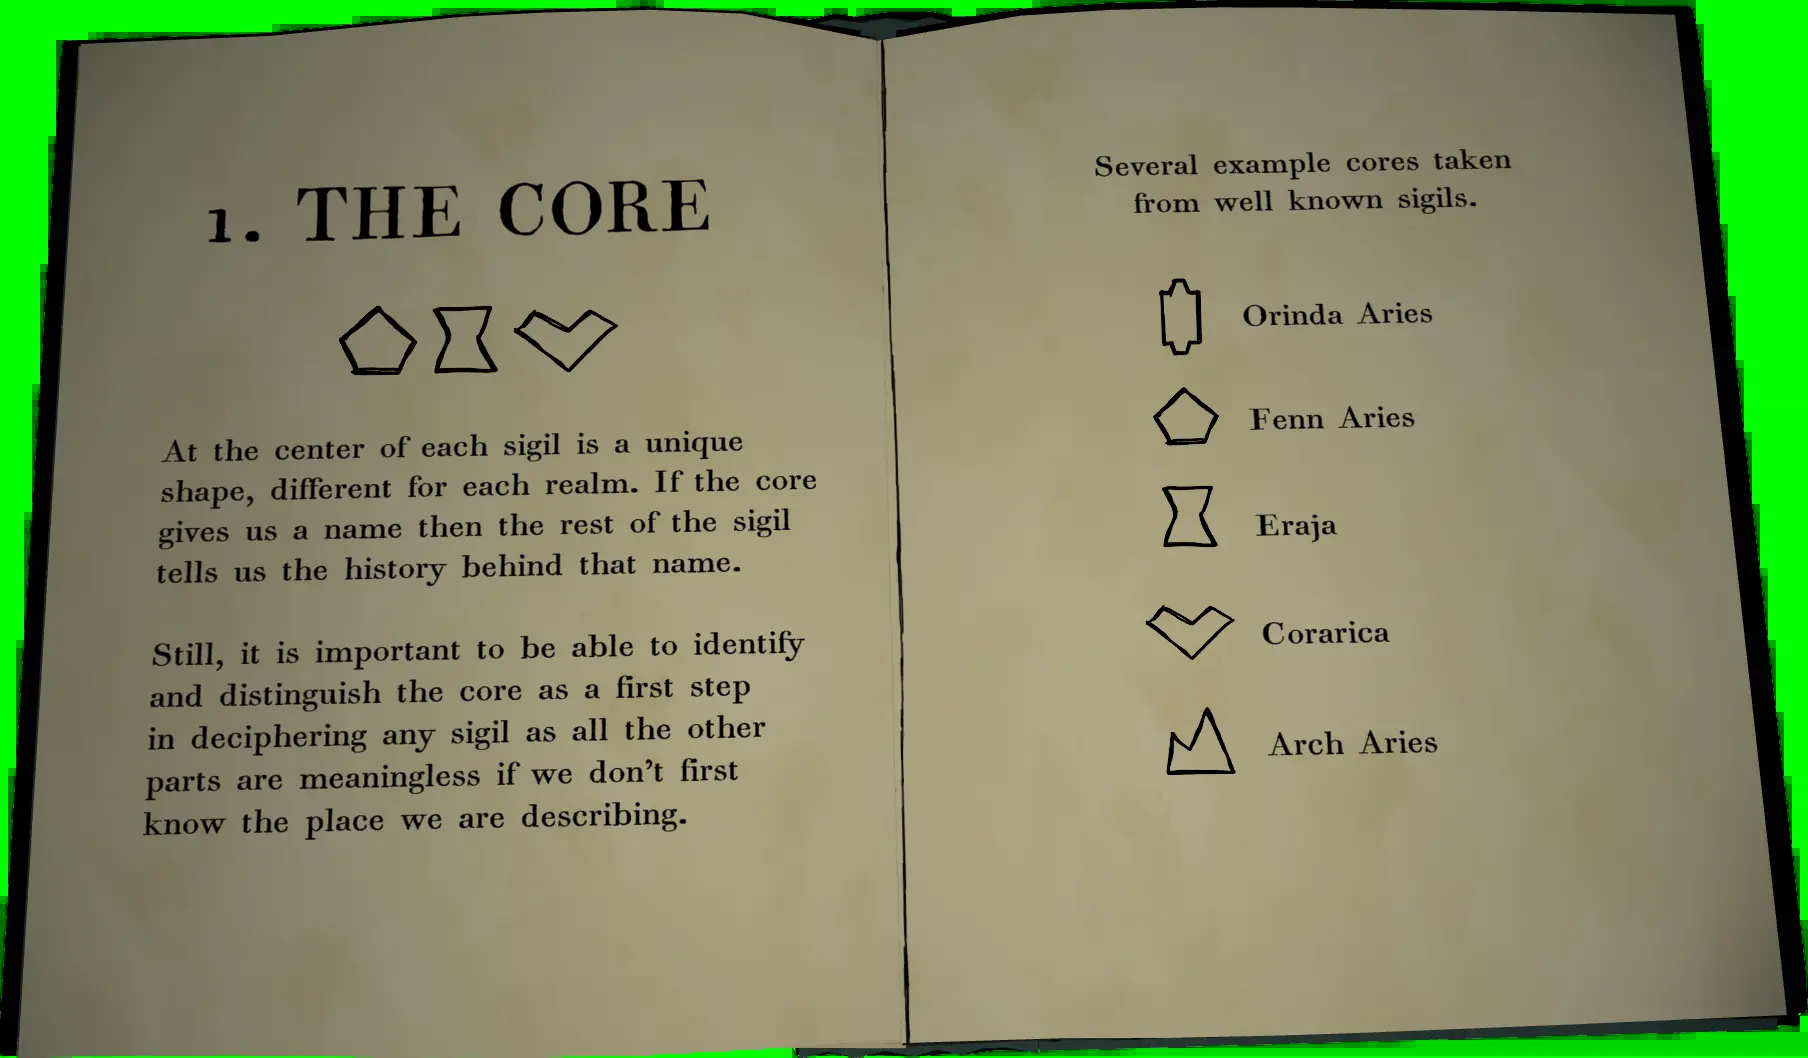 1. THE CORE
At the center of each sigil is a unique
shape, different for each realm. If the core
gives us a name then the rest of the sigil
tells us the history behind that name.
Still, it is important to be able to identify
and distinguish the core as a first step
in deciphering any sigil as all the other
parts are meaningless if we don't first
know the place we are describing.
Several example cores taken
from well known sigils.
Orinda Aries
Fenn Aries
Eraja
Corarica
Arch Aries